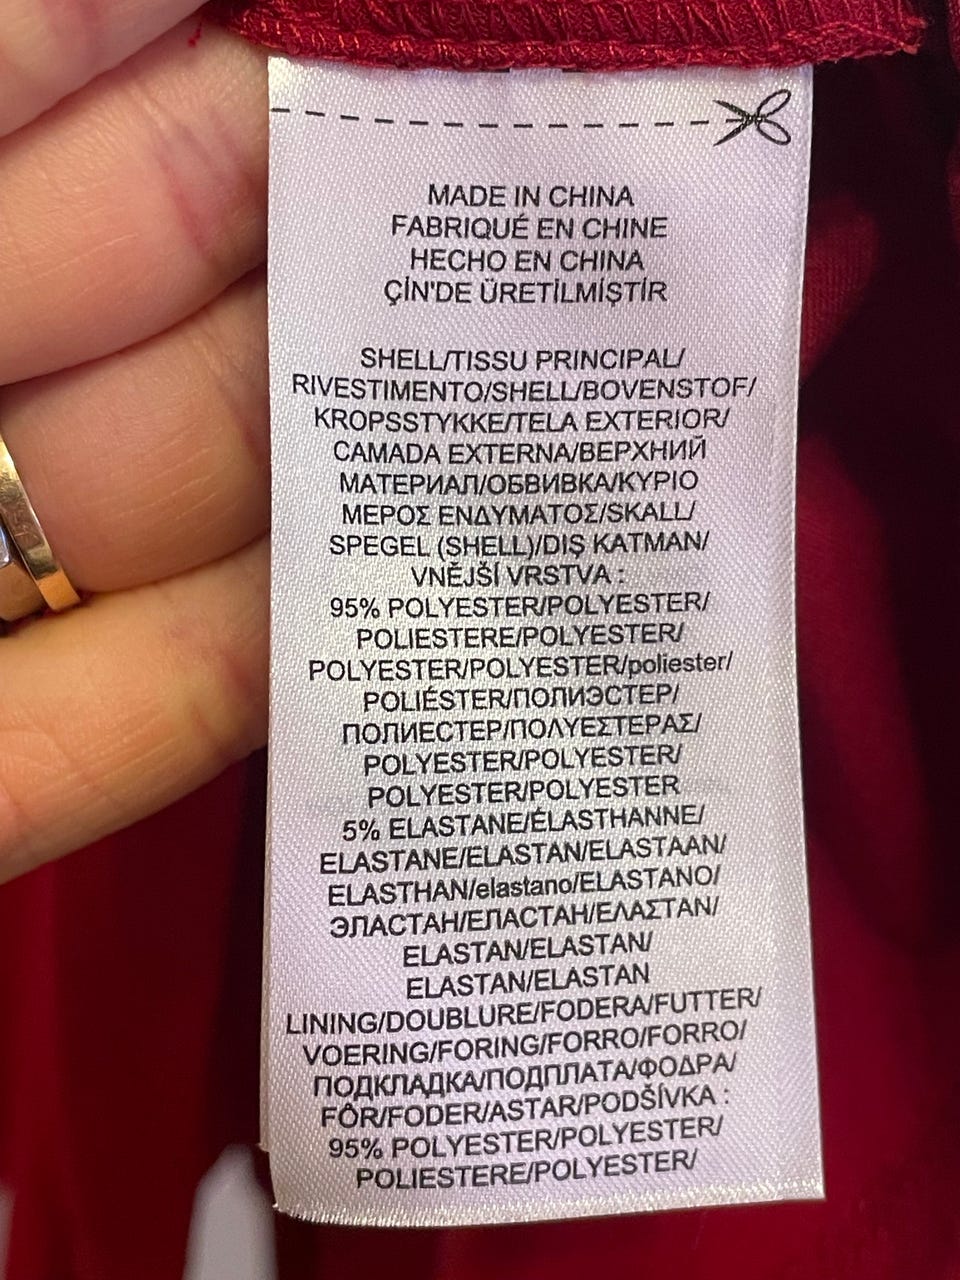 MADE IN CHINA
FABRIQUÉ EN CHINE
HECHO EN CHINA
ÇİN'DE ÜRETİLMİŞTİR
SHELL/TISSU PRINCIPAL/
RIVESTIMENTO/SHELL/BOVENSTOF/
KROPSSTYKKE/TELA EXTERIOR/
CAMADA EXTERNA/ВЕРХНИЙ
МАТЕРИАЛ/ОБВИВКА/ΚΥΡΙΟ
ΜΕΡΟΣ ΕΝΔΥΜΑΤΟΣ/SKALL/
SPEGEL (SHELL)/DIŞ KATMAN/
VNĚJŠÍ VRSTVA :
95% POLYESTER/POLYESTER/
POLIESTERE/POLYESTER/
POLYESTER/POLYESTER/poliester/
POLIÉSTER/ПОЛИЭСТЕР/
ПОЛИЕСТЕР/ΠΟΛΥΕΣΤΕΡΑΣ/
POLYESTER/POLYESTER/
POLYESTER/POLYESTER
5% ELASTANE/ÉLASTHANNE/
ELASTANE/ELASTAN/ELASTAAN/
ELASTHAN/elastano/ELASTANO/
ЭЛАСТАН/ЕЛАСТАН/ΕΛΑΣΤΑΝ/
ELASTAN/ELASTAN/
ELASTAN/ELASTAN
LINING/DOUBLURE/FODERA/FUTTER/
VOERING/FORING/FORRO/FORRO/
ПОДКЛАДКА/ПОДПЛАТА/ΦΟΔΡΑ/
FÔR/FODER/ASTAR/PODŠÍVKA :
95% POLYESTER/POLYESTER/
POLIESTERE/POLYESTER/